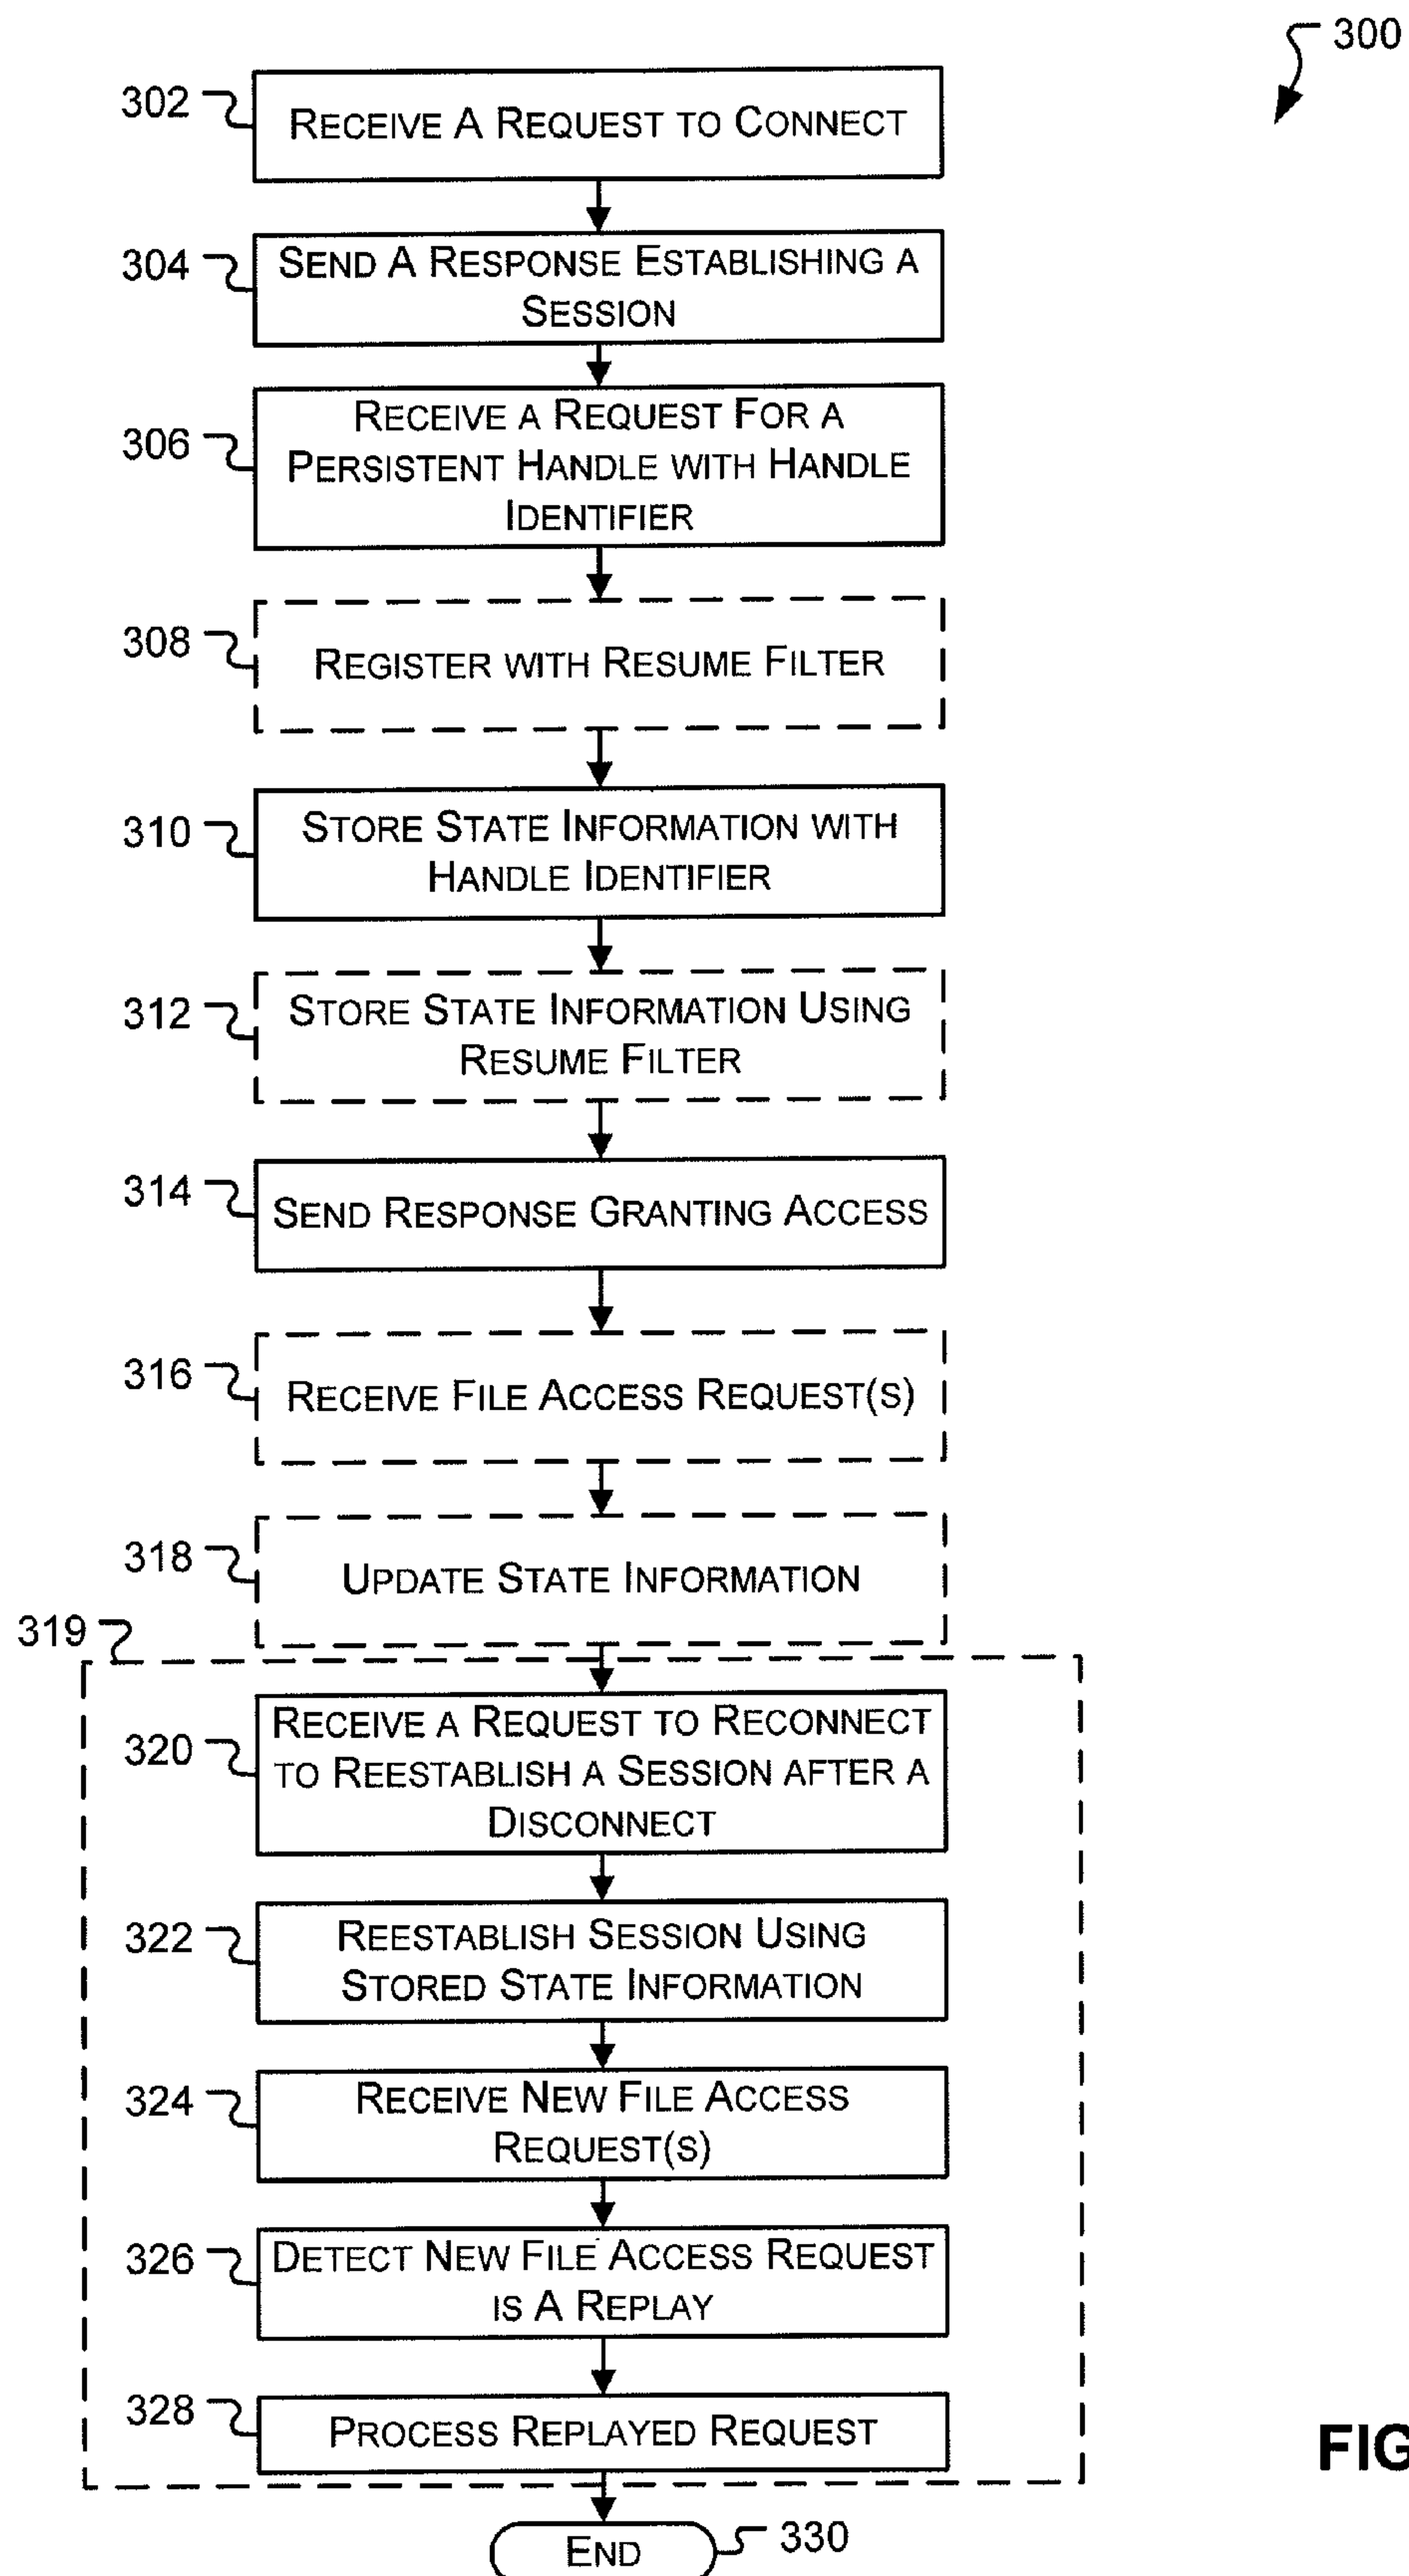 300
302
RECEIVE A REQUEST TO CONNECT
304
SEND A RESPONSE ESTABLISHING A
SESSION
306
RECEIVE A REQUEST FOR A
PERSISTENT HANDLE WITH HANDLE
IDENTIFIER
308
REGISTER WITH RESUME FILTER
310
STORE STATE INFORMATION WITH
HANDLE IDENTIFIER
312
STORE STATE INFORMATION USING
RESUME FILTER
314
SEND RESPONSE GRANTING ACCESS
316
RECEIVE FILE ACCESS REQUEST(S)
318
UPDATE STATE INFORMATION
319
320
RECEIVE A REQUEST TO RECONNECT
TO REESTABLISH A SESSION AFTER A
DISCONNECT
322
REESTABLISH SESSION USING
STORED STATE INFORMATION
324
RECEIVE NEW FILE ACCESS
REQUEST(S)
326
DETECT NEW FILE ACCESS REQUEST
IS A REPLAY
328
PROCESS REPLAYED REQUEST
FIG
END
330